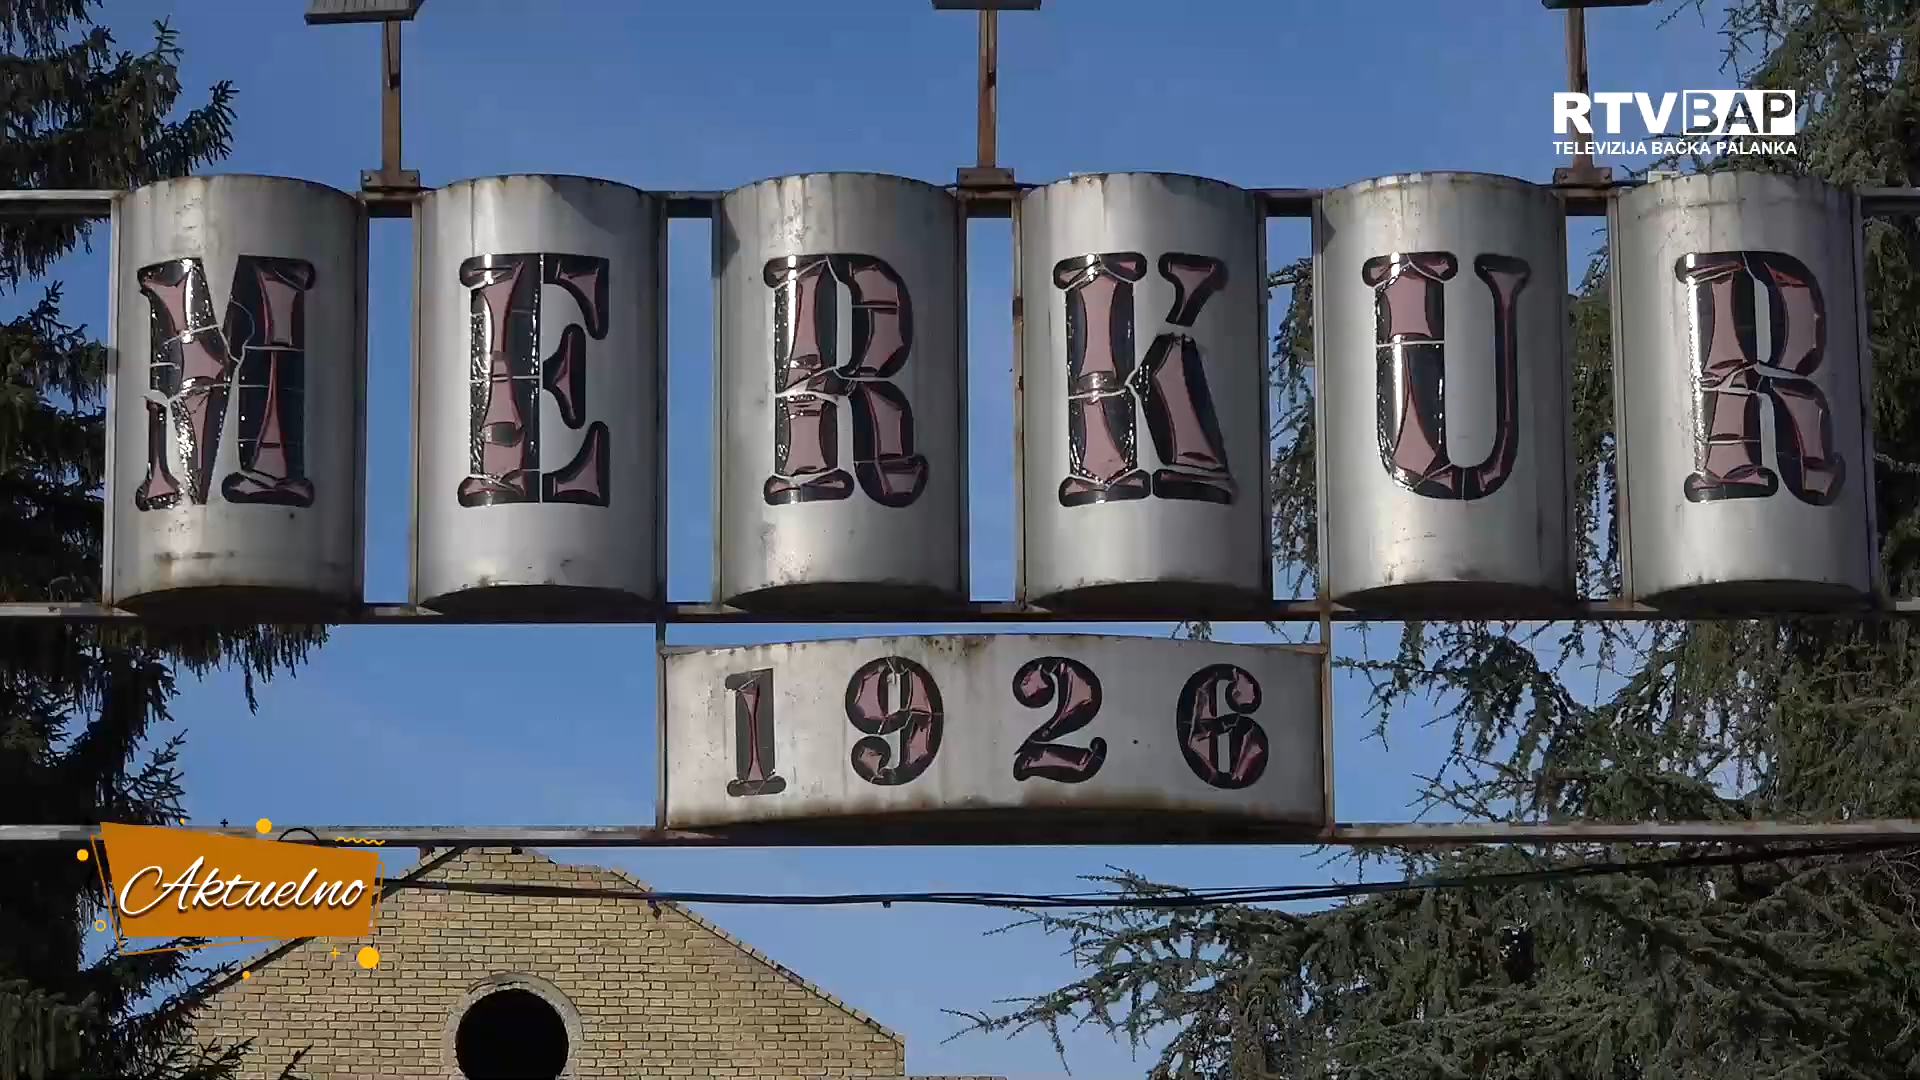 RTVBAP
TELEVIZIJA BAČKA PALANKA
MERKUR
1926
Aktuelno